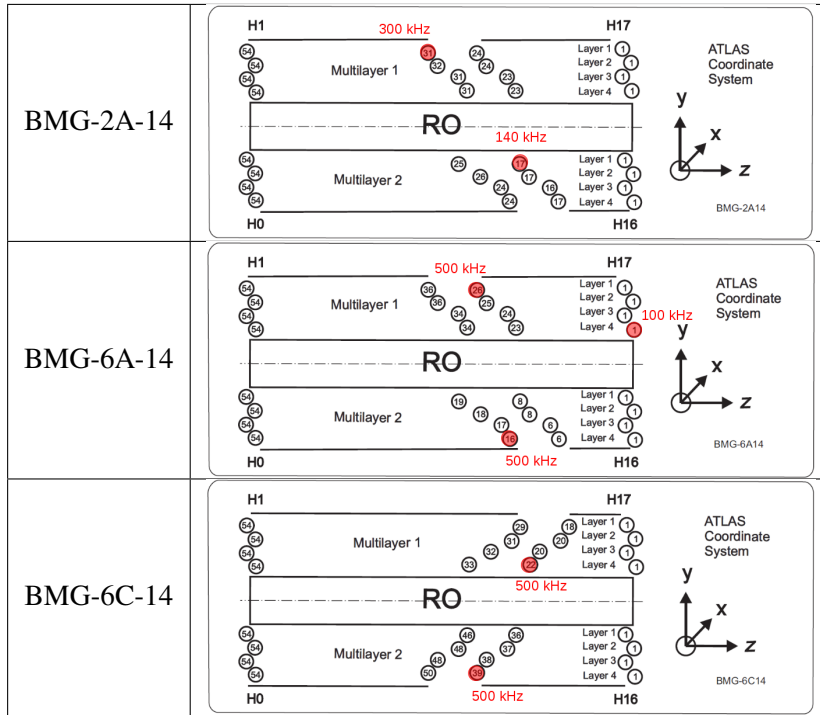 BMG-2A-14
H1 300 kHz H17
54 31 24 Layer 1 1
54 32 24 Layer 2 1
Multilayer 1
54 31 23 Layer 3 1
54 31 23 Layer 4 1
RO
140 kHz
54 25 17 Layer 1 1
54 26 17 Layer 2 1
Multilayer 2
54 24 16 Layer 3 1
54 24 17 Layer 4 1
H0 H16
ATLAS
Coordinate
System
y
x
z
BMG-2A14
BMG-6A-14
H1 500 kHz H17
54 36 26 Layer 1 1
54 36 25 Layer 2 1
Multilayer 1
54 34 24 Layer 3 1
100 kHz
54 34 23 Layer 4 1
RO
54 19 8 Layer 1 1
54 18 8 Layer 2 1
Multilayer 2
54 17 6 Layer 3 1
54 16 6 Layer 4 1
500 kHz
H0 H16
ATLAS
Coordinate
System
y
x
z
BMG-6A14
BMG-6C-14
H1 H17
54 29 18 Layer 1 1
54 31 20 Layer 2 1
Multilayer 1
54 32 20 Layer 3 1
54 33 22 Layer 4 1
500 kHz
RO
54 46 36 Layer 1 1
54 48 37 Layer 2 1
Multilayer 2
54 48 38 Layer 3 1
54 50 39 Layer 4 1
500 kHz
H0 H16
ATLAS
Coordinate
System
y
x
z
BMG-6C14